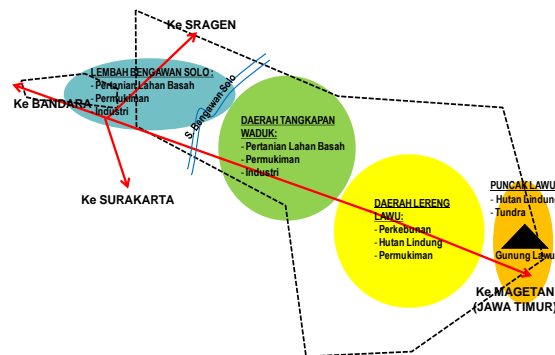 Ke SRAGEN
LEMBAH BENGAWAN SOLO :
- Pertanian Lahan Basah
- Permukiman
- Industri
Ke BANDARA
S. Bengawan Solo
Ke SURAKARTA
DAERAH TANGKAPAN
WADUK:
- Pertanian Lahan Basah
- Permukiman
- Industri
DAERAH LERENG
LAWU:
- Perkebunan
- Hutan Lindung
- Permukiman
PUNCAK LAWU
- Hutan Lindung
- Tundra
Gunung Lawu
Ke MAGETAN
(JAWA TIMUR)